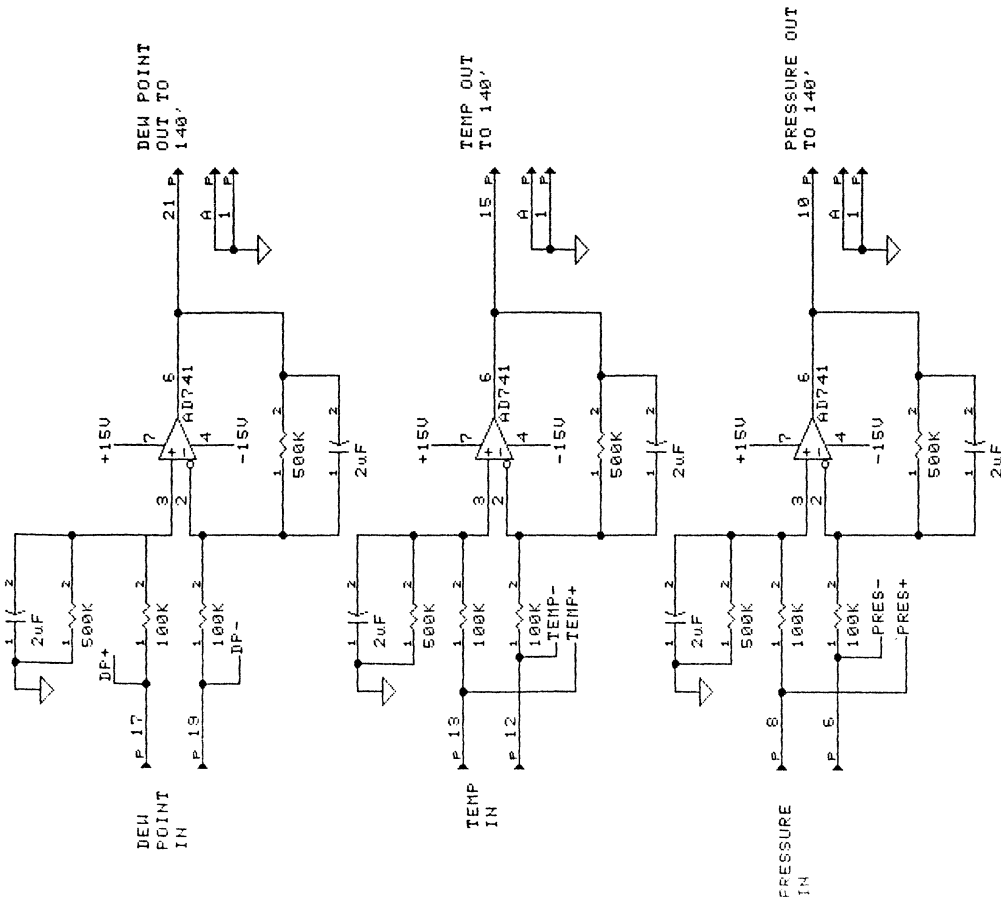 DEW POINT
OUT TO
140'
21 P
A P
1 P
+15V
7
6
AD741
+
-
3
2
4
-15V
1 2
500K
1 2
2uF
1 2
2uF
1 2
500K
DP+
1 2
100K
1 2
100K
DP-
P 17
P 19
DEW
POINT
IN
TEMP OUT
TO 140'
15 P
A P
1 P
+15V
7
6
AD741
+
-
3
2
4
-15V
1 2
500K
1 2
2uF
1 2
2uF
1 2
500K
1 2
100K
1 2
100K
TEMP-
TEMP+
P 13
P 12
TEMP
IN
PRESSURE OUT
TO 140'
10 P
A P
1 P
+15V
7
6
AD741
+
-
3
2
4
-15V
1 2
500K
1 2
2uF
1 2
2uF
1 2
500K
1 2
100K
1 2
100K
PRES-
PRES+
P 8
P 6
PRESSURE
IN